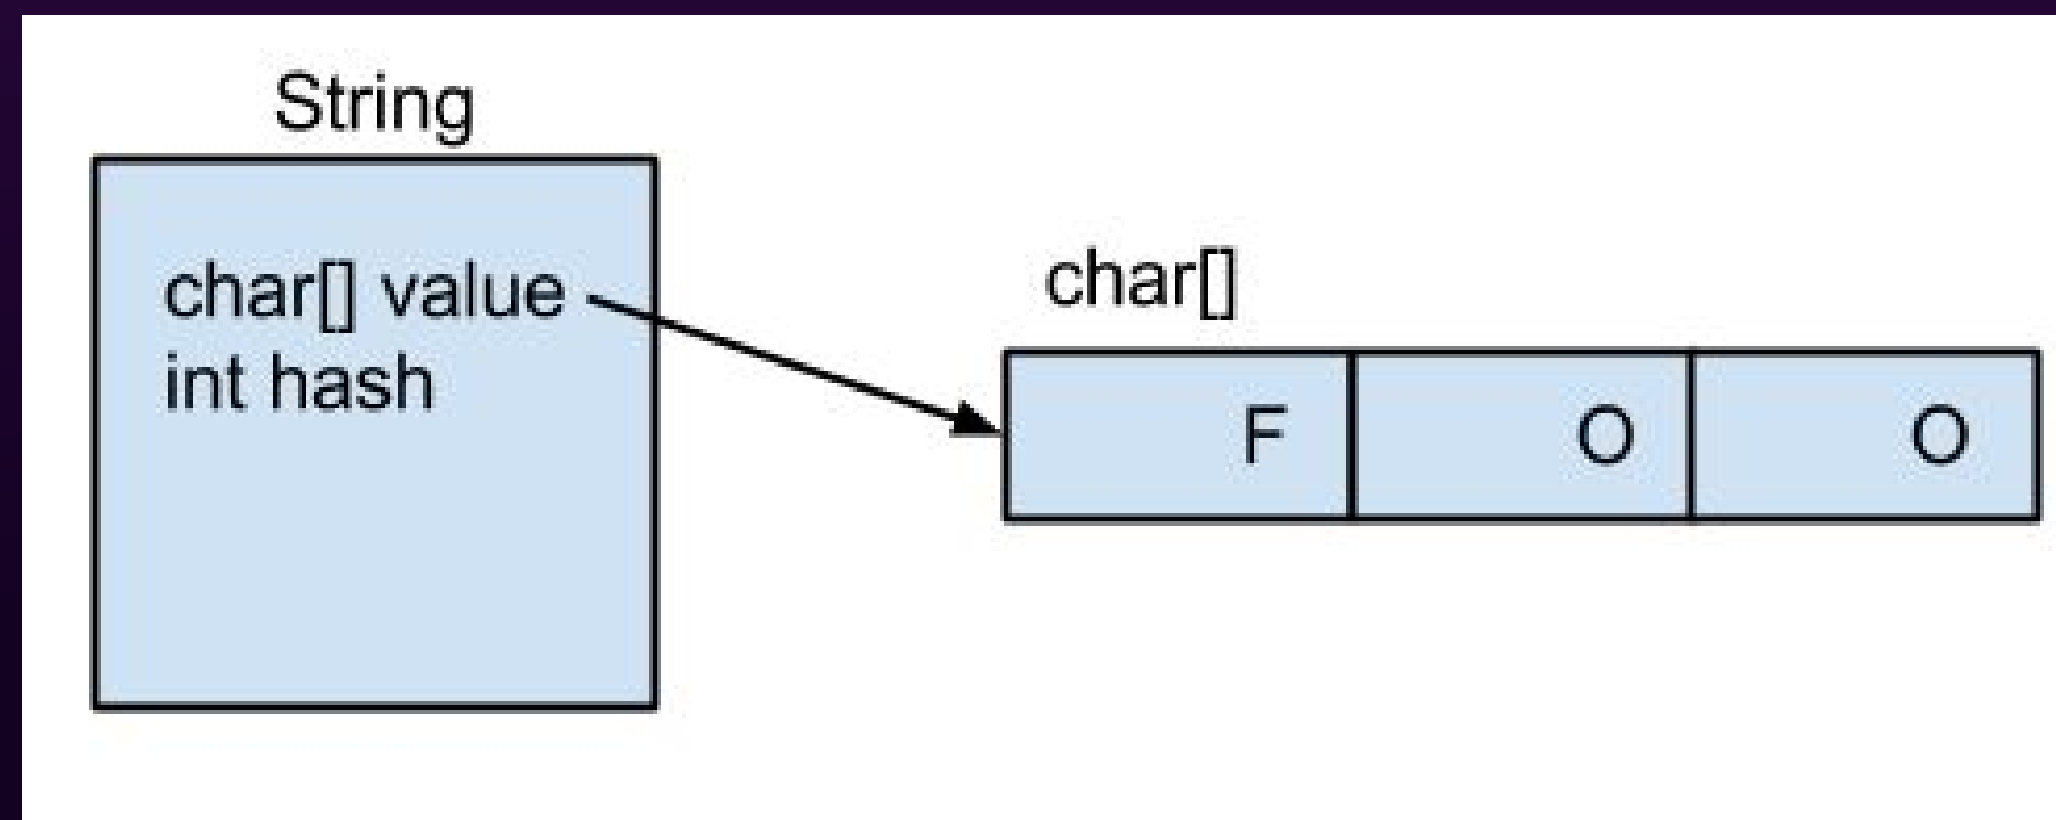 String
char[] value
int hash
char[]
F O O